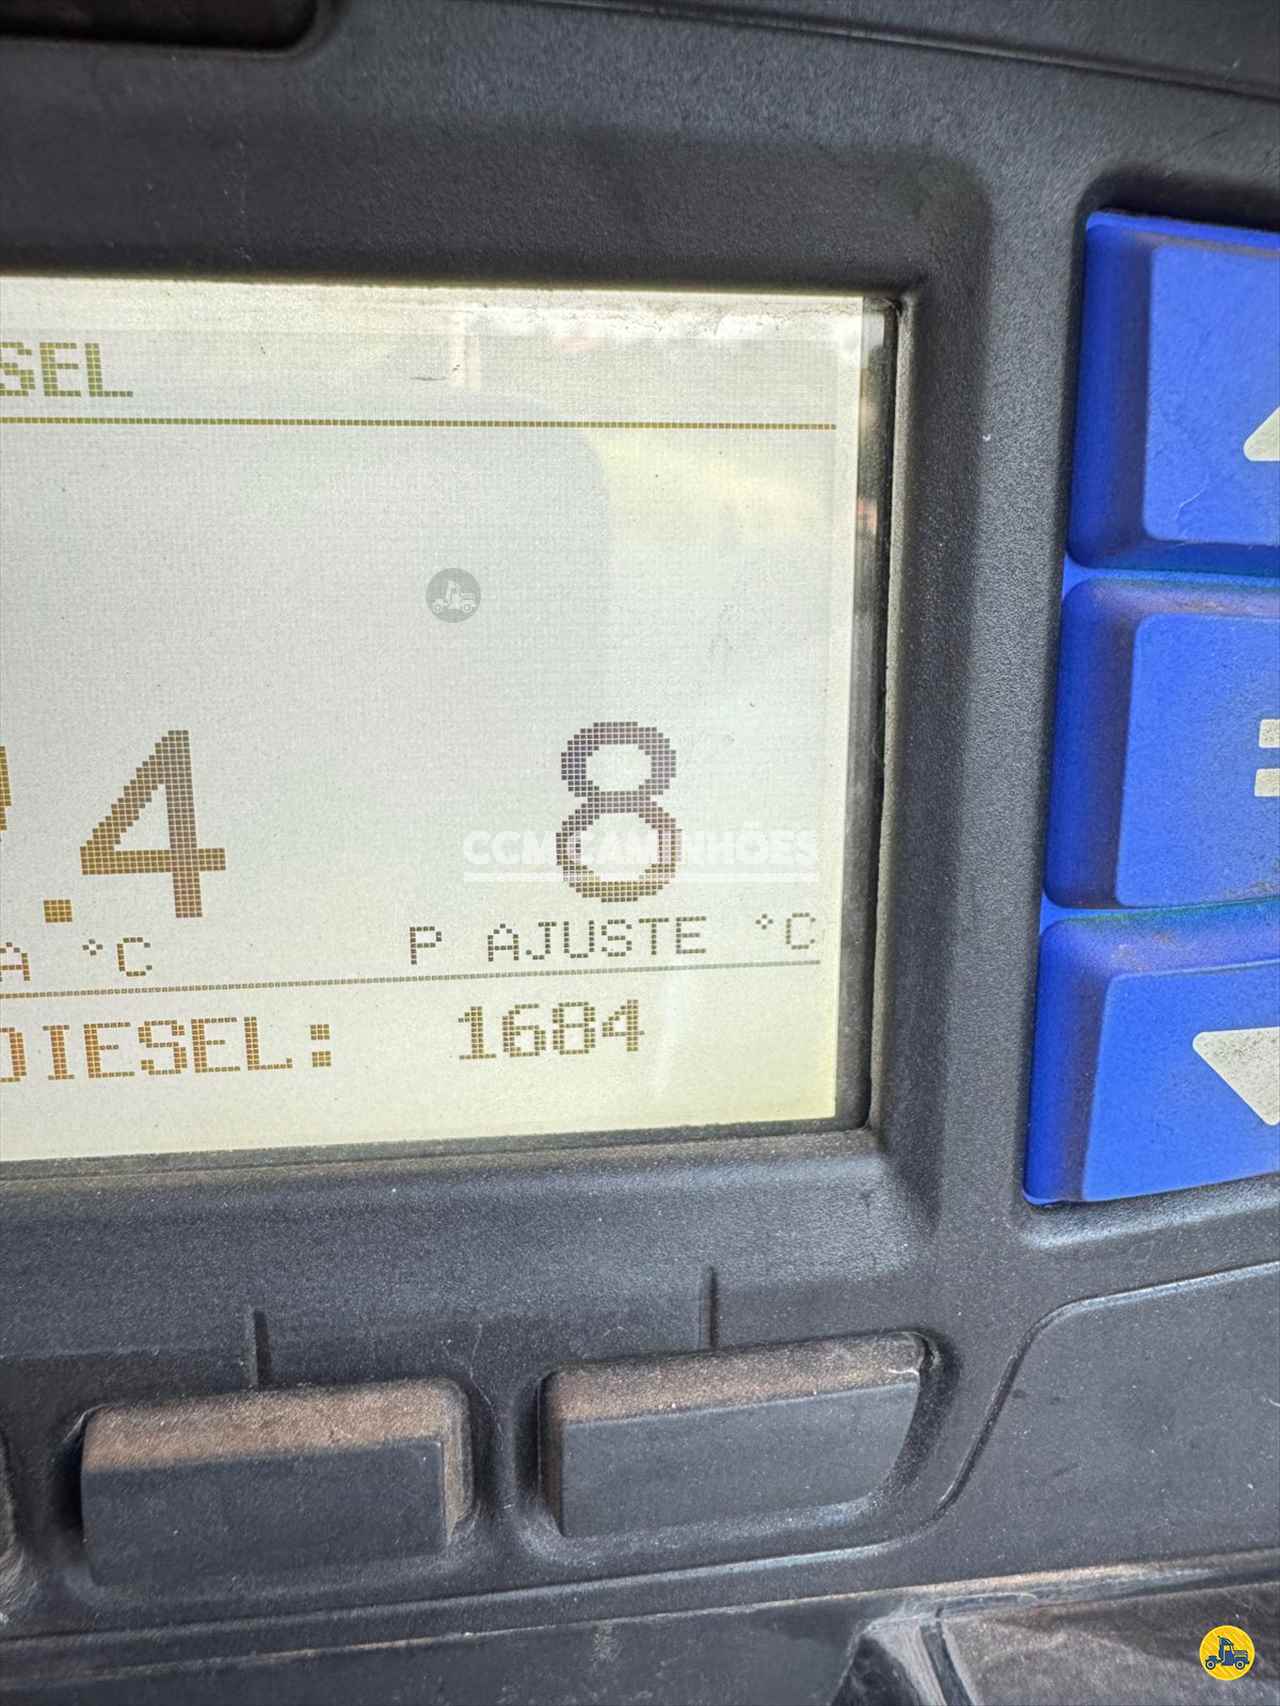 SEL
.4 8
A °C P AJUSTE °C
DIESEL: 1684
CCM CAMINHÕES